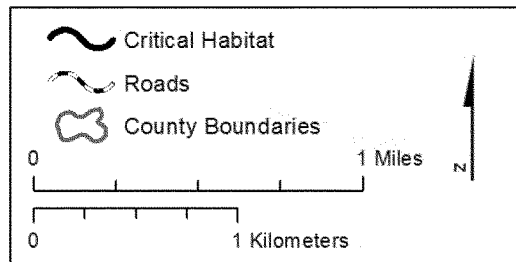 Critical Habitat
Roads
County Boundaries
0 1 Miles
N
0 1 Kilometers